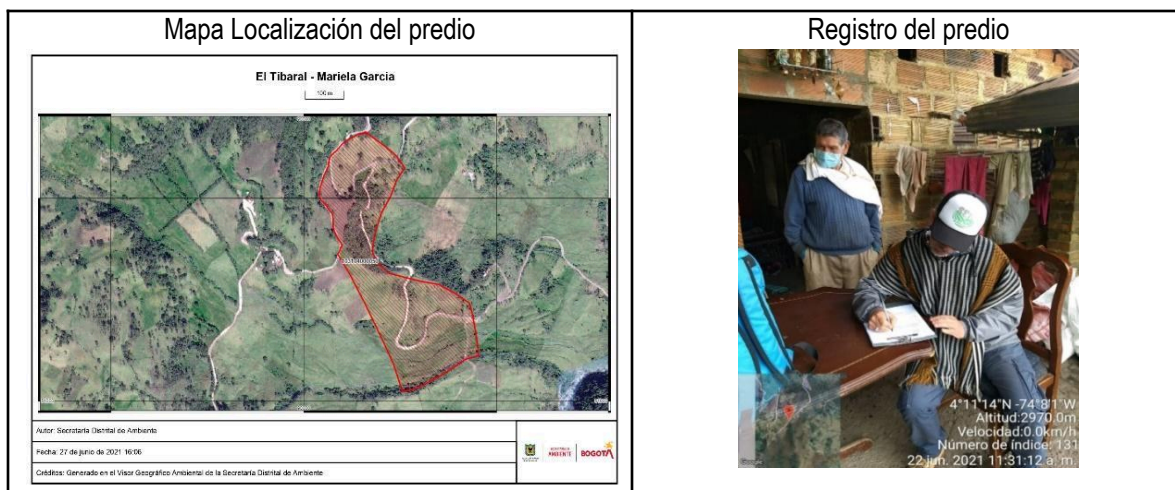 Mapa Localización del predio
Registro del predio
El Tibaral - Mariela Garcia
100 m
Autor: Secretaría Distrital de Ambiente
Fecha: 27 de junio de 2021 16:06
Créditos: Generado en el Visor Geográfico Ambiental de la Secretaría Distrital de Ambiente
AMBIENTE
BOGOTÁ
4°11'14"N -74°8'1"W
Altitud:2970.0m
Velocidad:0.0km/h
Número de índice: 131
22 jun. 2021 11:31:12 a. m.
Google